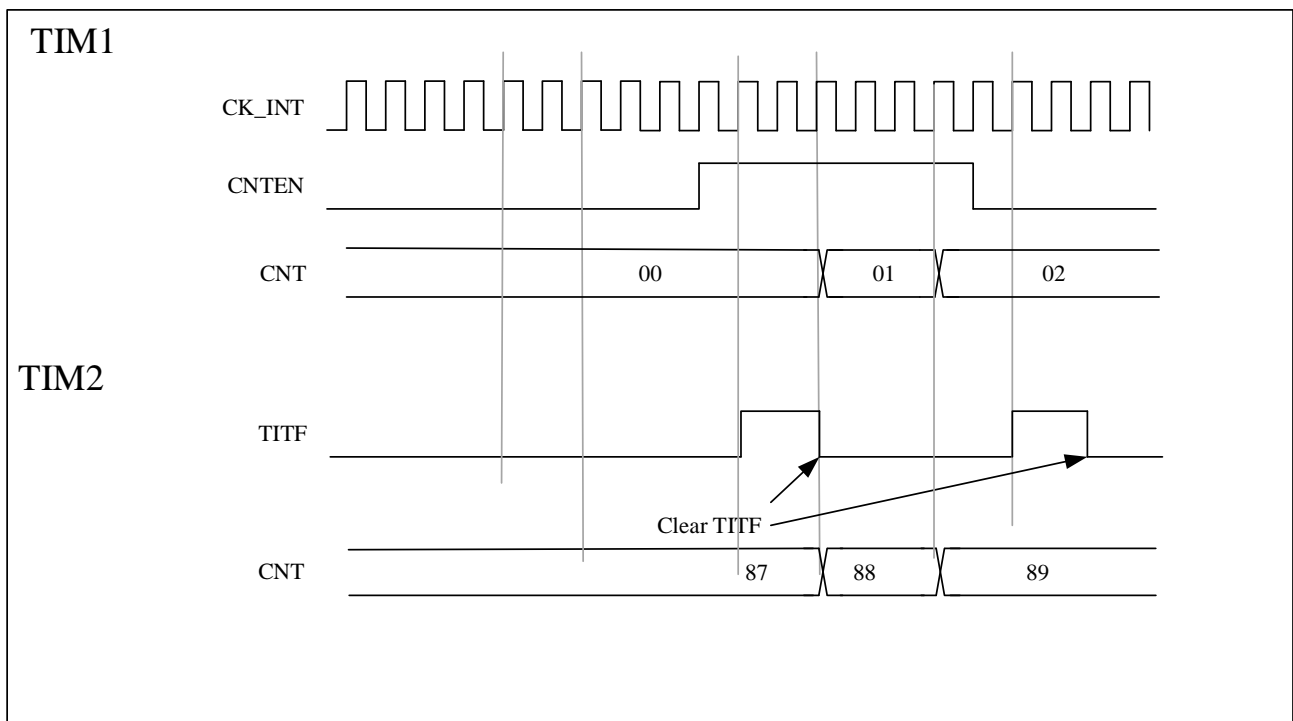 TIM1
CK_INT
CNTEN
CNT 00 01 02
TIM2
TITF
Clear TITF
CNT 87 88 89